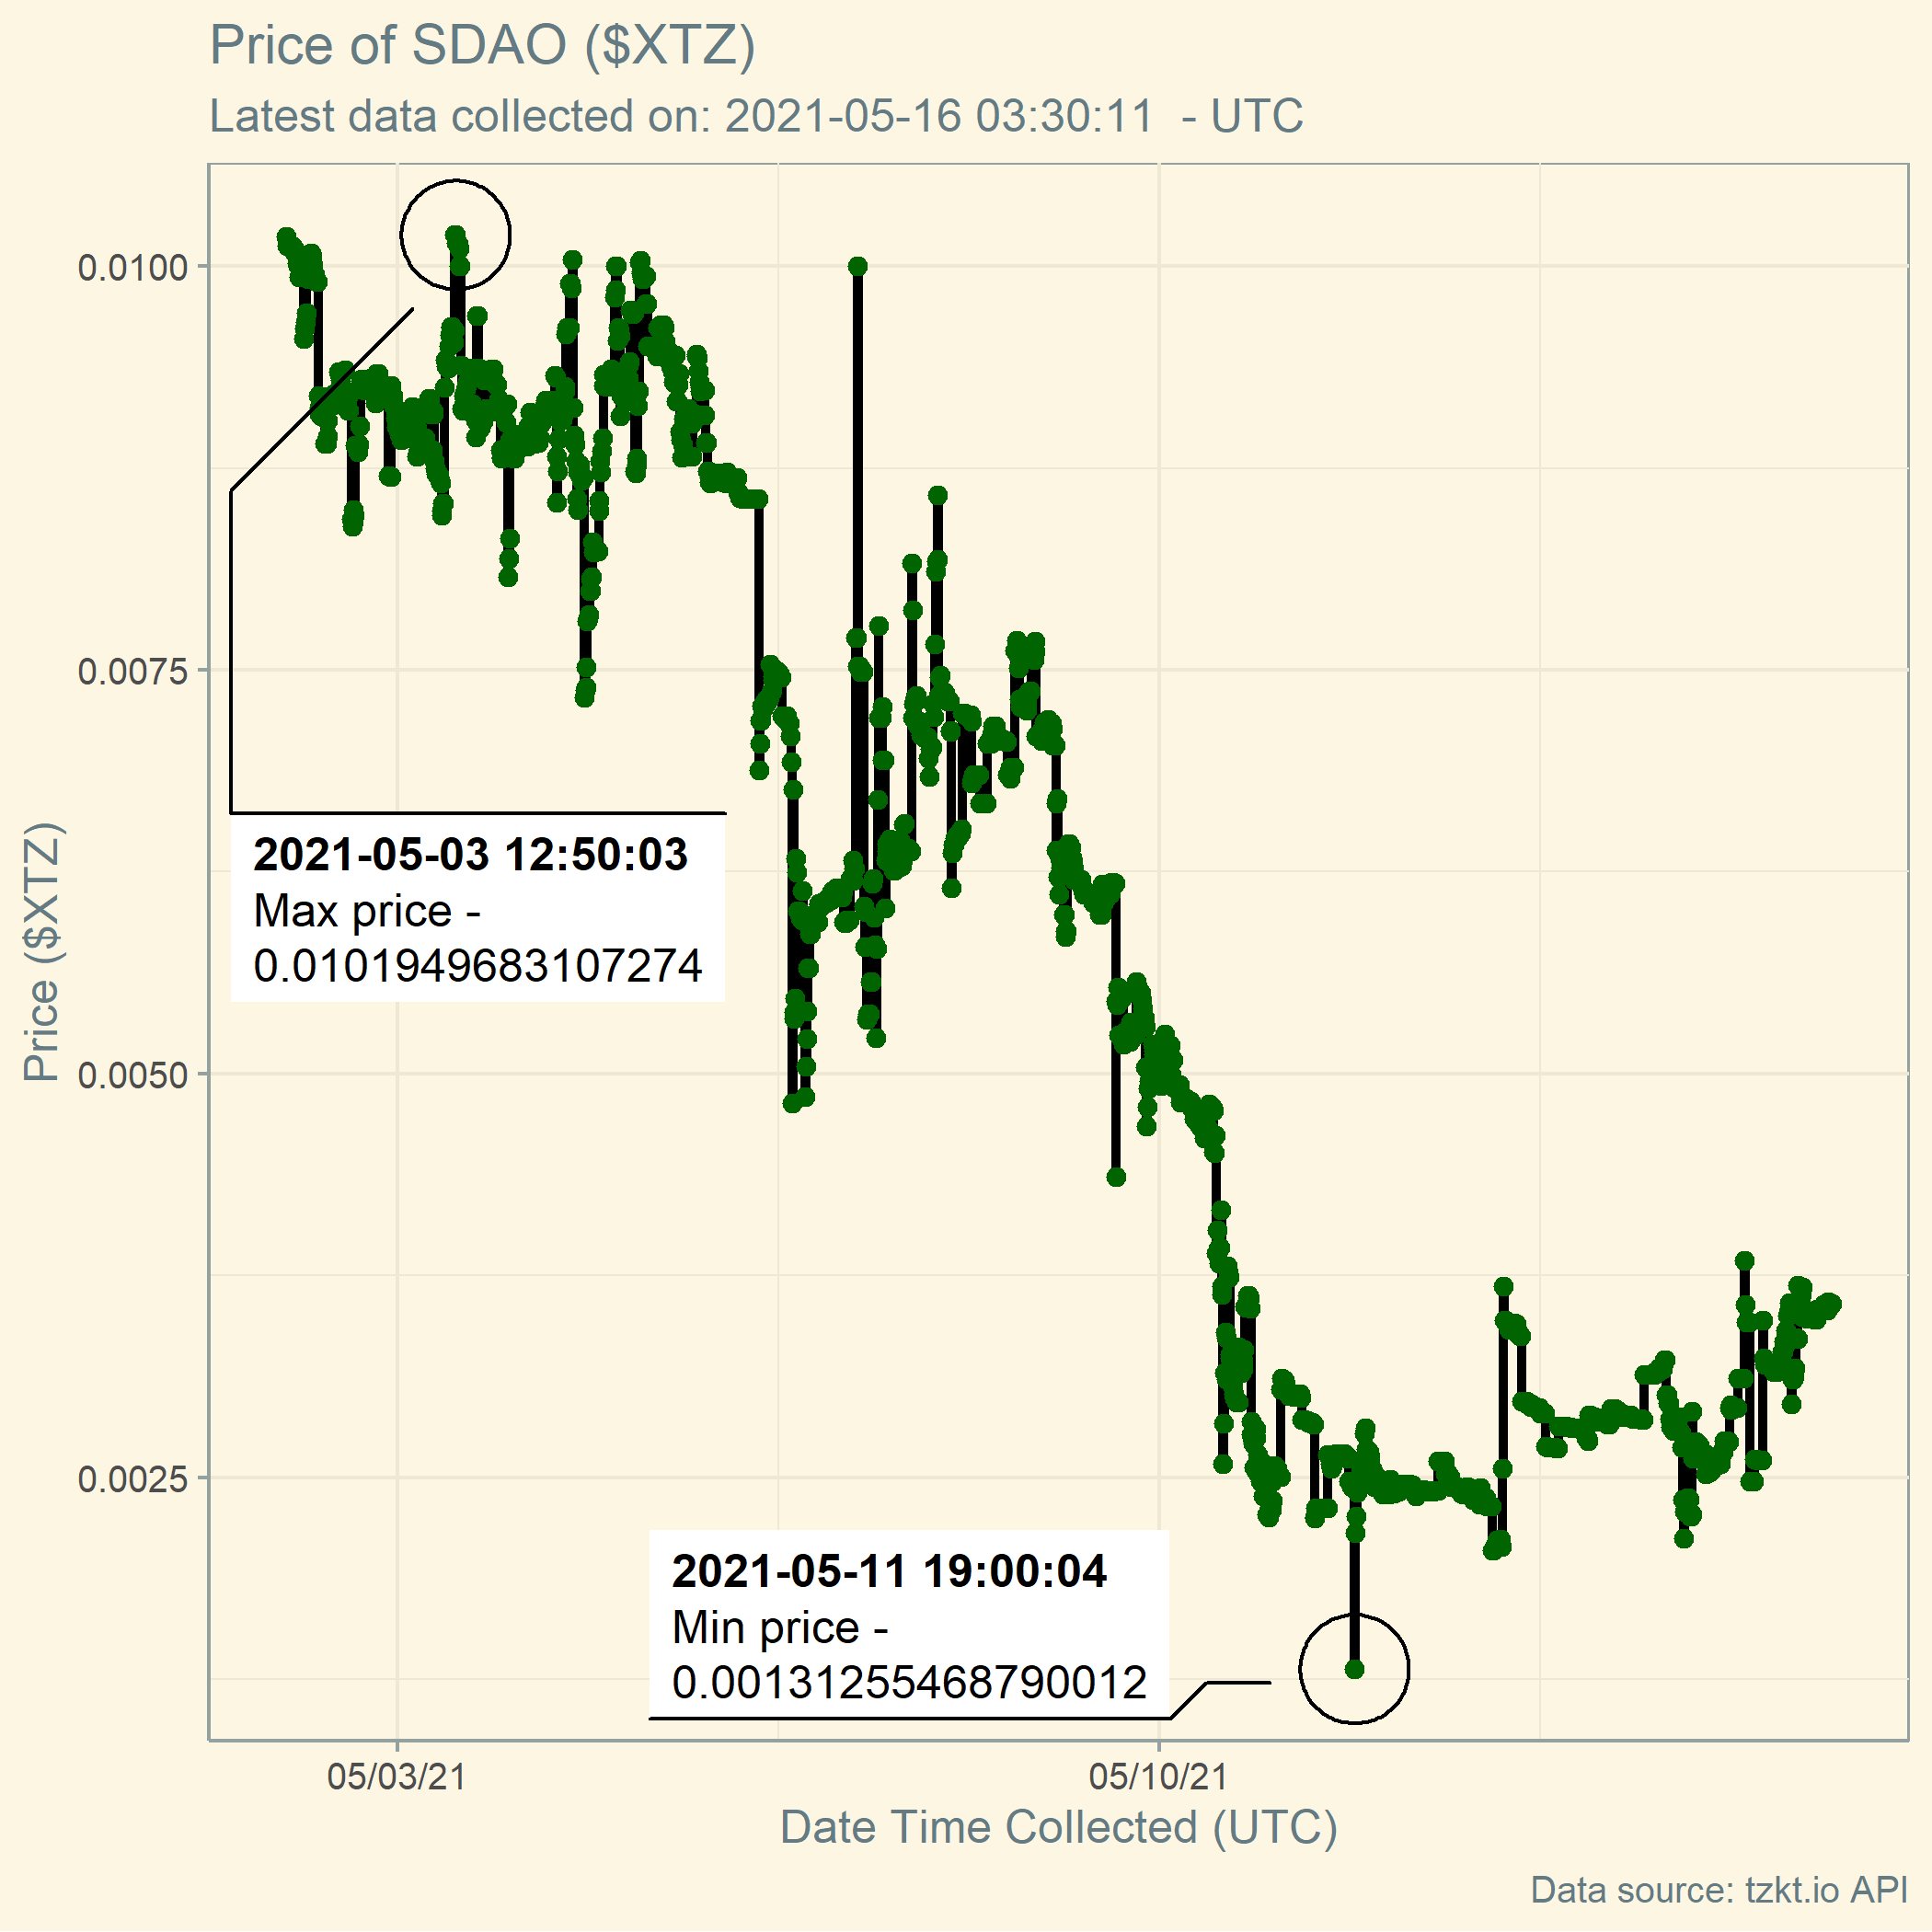 Price of SDAO ($XTZ)
Latest data collected on: 2021-05-16 03:30:11  - UTC
Price ($XTZ)
0.0100
0.0075
0.0050
0.0025
2021-05-03 12:50:03
Max price -
0.0101949683107274
2021-05-11 19:00:04
Min price -
0.00131255468790012
05/03/21
05/10/21
Date Time Collected (UTC)
Data source: tzkt.io API